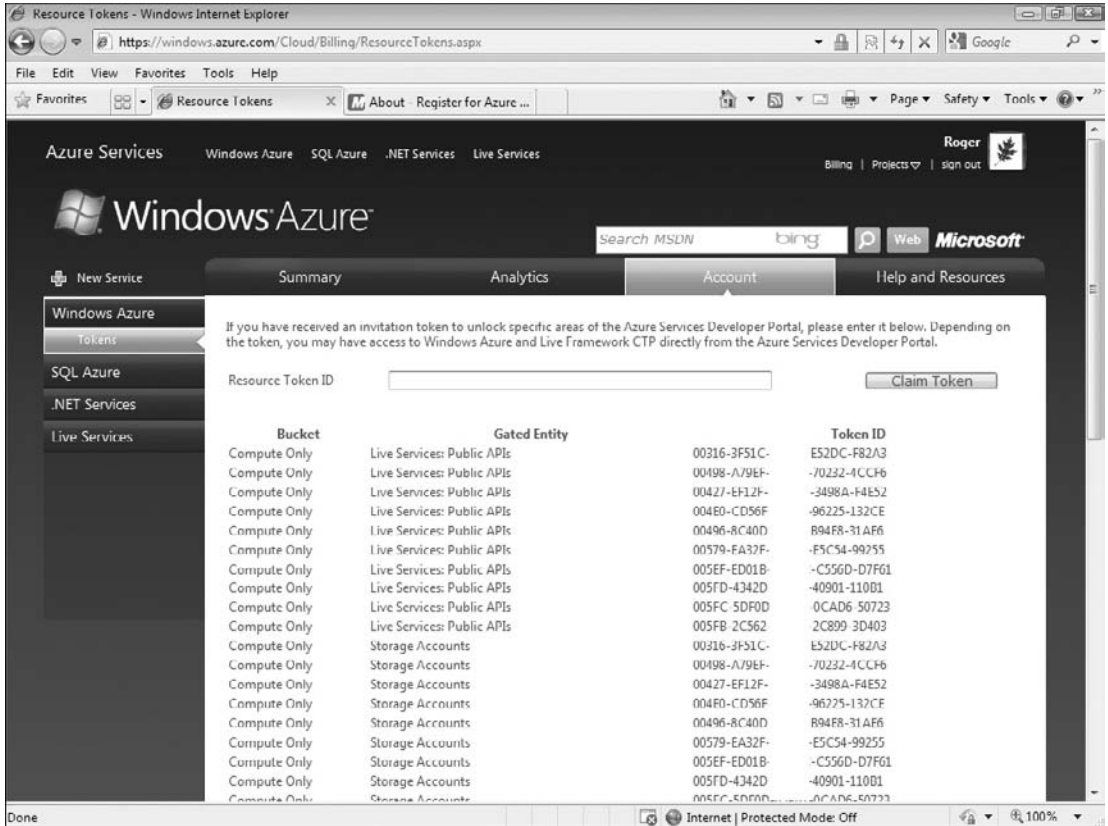 Resource Tokens - Windows Internet Explorer
https://windows.azure.com/Cloud/Billing/ResourceTokens.aspx
Google
File Edit View Favorites Tools Help
Favorites
Resource Tokens
About - Register for Azure ...
Page Safety Tools
Azure Services
Windows Azure SQL Azure .NET Services Live Services
Roger
Billing | Projects | sign out
Windows Azure
Search MSDN bing Web Microsoft
New Service
Summary Analytics Account Help and Resources
Windows Azure
Tokens
SQL Azure
.NET Services
Live Services
If you have received an invitation token to unlock specific areas of the Azure Services Developer Portal, please enter it below. Depending on
the token, you may have access to Windows Azure and Live Framework CTP directly from the Azure Services Developer Portal.
Resource Token ID Claim Token
Bucket Gated Entity Token ID
Compute Only Live Services: Public APIs 00316-3F51C- E52DC-F82A3
Compute Only Live Services: Public APIs 00498-A79EF- -70232-4CCF6
Compute Only Live Services: Public APIs 00427-EF12F- -3498A-F4E52
Compute Only Live Services: Public APIs 004E0-CD56F -96225-132CE
Compute Only Live Services: Public APIs 00496-8C40D B94E8-31AE6
Compute Only Live Services: Public APIs 00579-EA32F- -E5C54-99255
Compute Only Live Services: Public APIs 005EF-ED01B- -C556D-D7F61
Compute Only Live Services: Public APIs 005FD-4342D -40901-110B1
Compute Only Live Services: Public APIs 005FC-5DF0D -0CAD6-50723
Compute Only Live Services: Public APIs 005FB-2C562 2C899-3D403
Compute Only Storage Accounts 00316-3F51C- E52DC-F82A3
Compute Only Storage Accounts 00498-A79EF- -70232-4CCF6
Compute Only Storage Accounts 00427-EF12F- -3498A-F4E52
Compute Only Storage Accounts 004E0-CD56F -96225-132CE
Compute Only Storage Accounts 00496-8C40D B94E8-31AE6
Compute Only Storage Accounts 00579-EA32F- -E5C54-99255
Compute Only Storage Accounts 005EF-ED01B- -C556D-D7F61
Compute Only Storage Accounts 005FD-4342D -40901-110B1
Compute Only Storage Accounts 005FC-5DF0D- -0CAD6-50723
Done Internet | Protected Mode: Off 100%